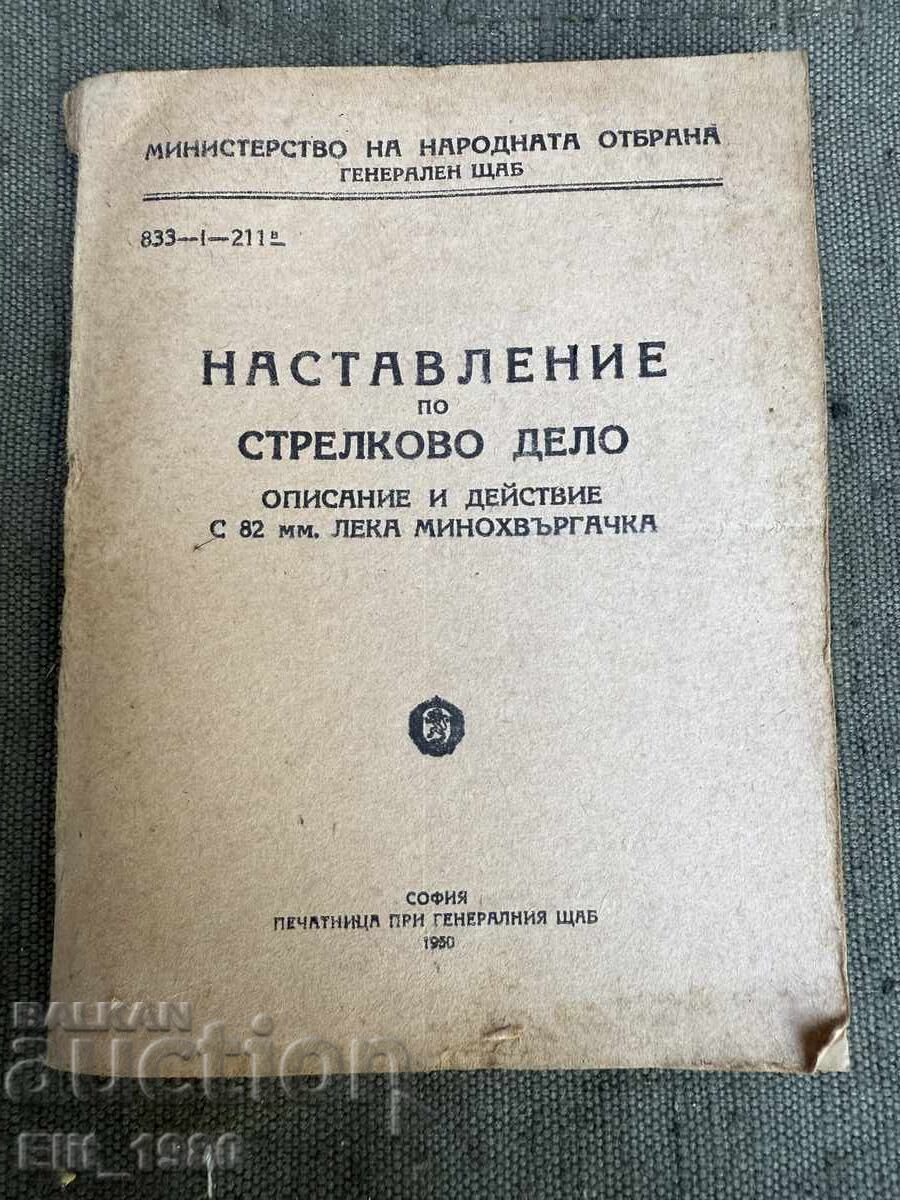 МИНИСТЕРСТВО НА НАРОДНАТА ОТБРАНА
ГЕНЕРАЛЕН ЩАБ
833—I—211в
НАСТАВЛЕНИЕ
ПО
СТРЕЛКОВО ДЕЛО
ОПИСАНИЕ И ДЕЙСТВИЕ
С 82 мм. ЛЕКА МИНОХВЪРГАЧКА
СОФИЯ
ПЕЧАТНИЦА ПРИ ГЕНЕРАЛНИЯ ЩАБ
1950
BALKAN
auction
Elit_1980